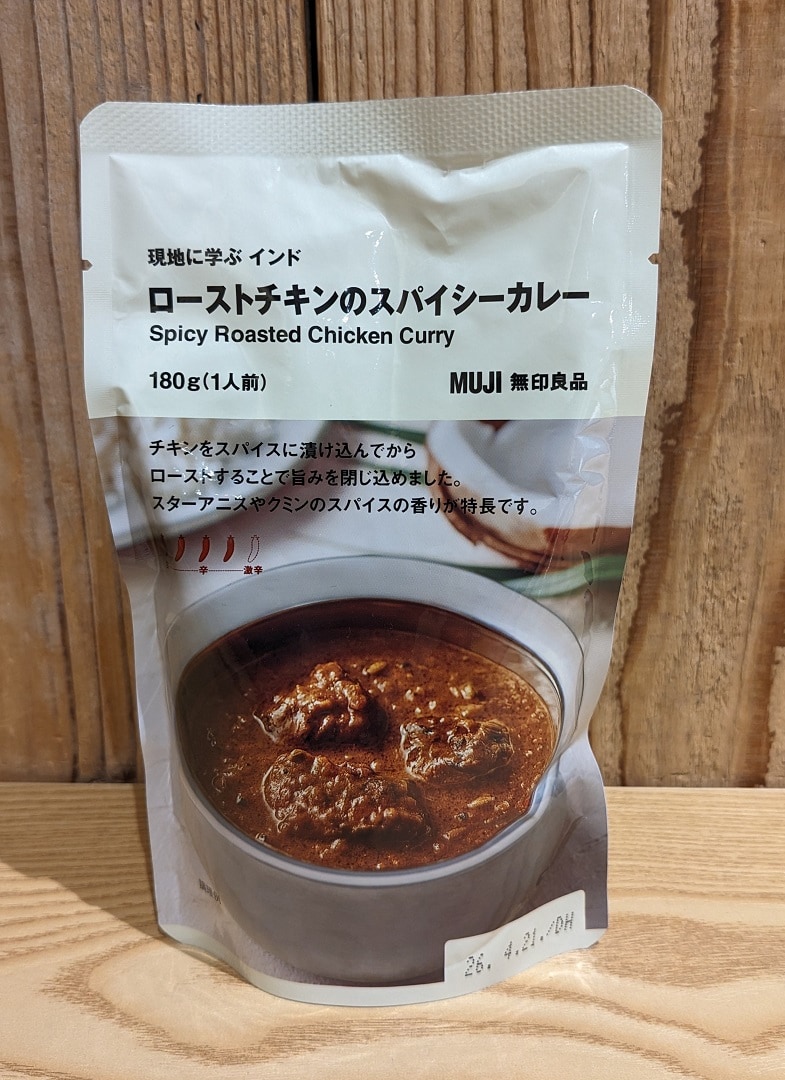 現地に学ぶ インド
ローストチキンのスパイシーカレー
Spicy Roasted Chicken Curry
180g(1人前)
MUJI 無印良品
チキンをスパイスに漬け込んでから
ローストすることで旨みを閉じ込めました。
スターアニスやクミンのスパイスの香りが特長です。
辛 激辛
26. 4.21./DH